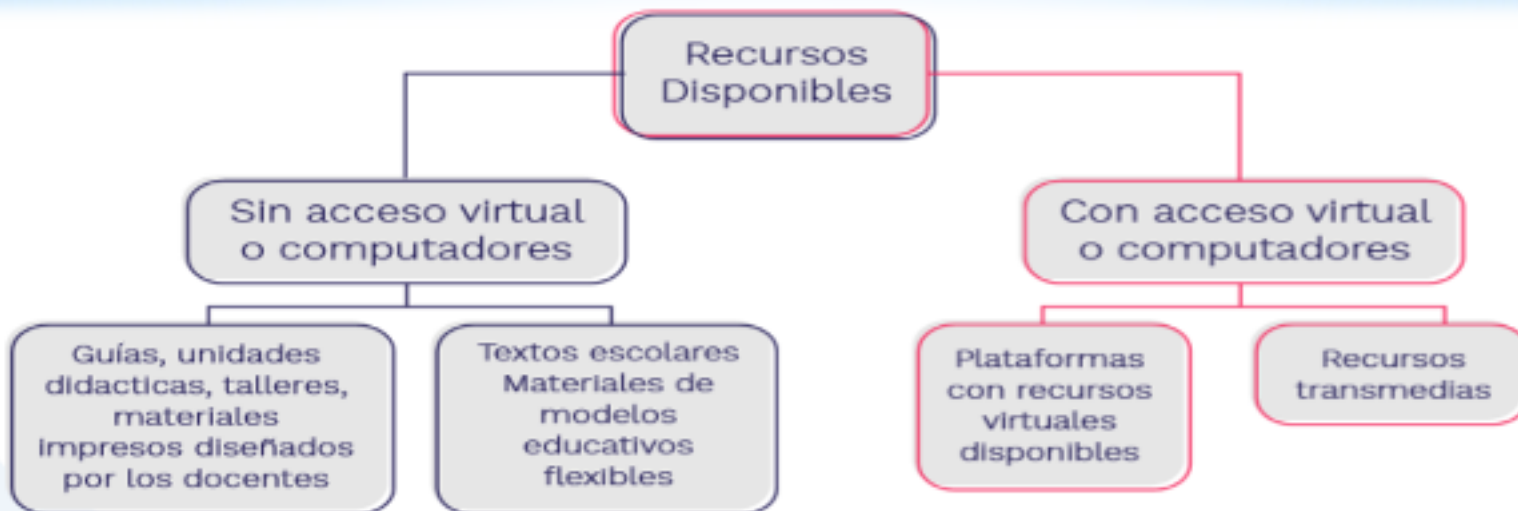 Recursos
Disponibles
Sin acceso virtual
o computadores
Guías, unidades
didacticas, talleres,
materiales
impresos diseñados
por los docentes
Textos escolares
Materiales de
modelos
educativos
flexibles
Con acceso virtual
o computadores
Plataformas
con recursos
virtuales
disponibles
Recursos
transmedias